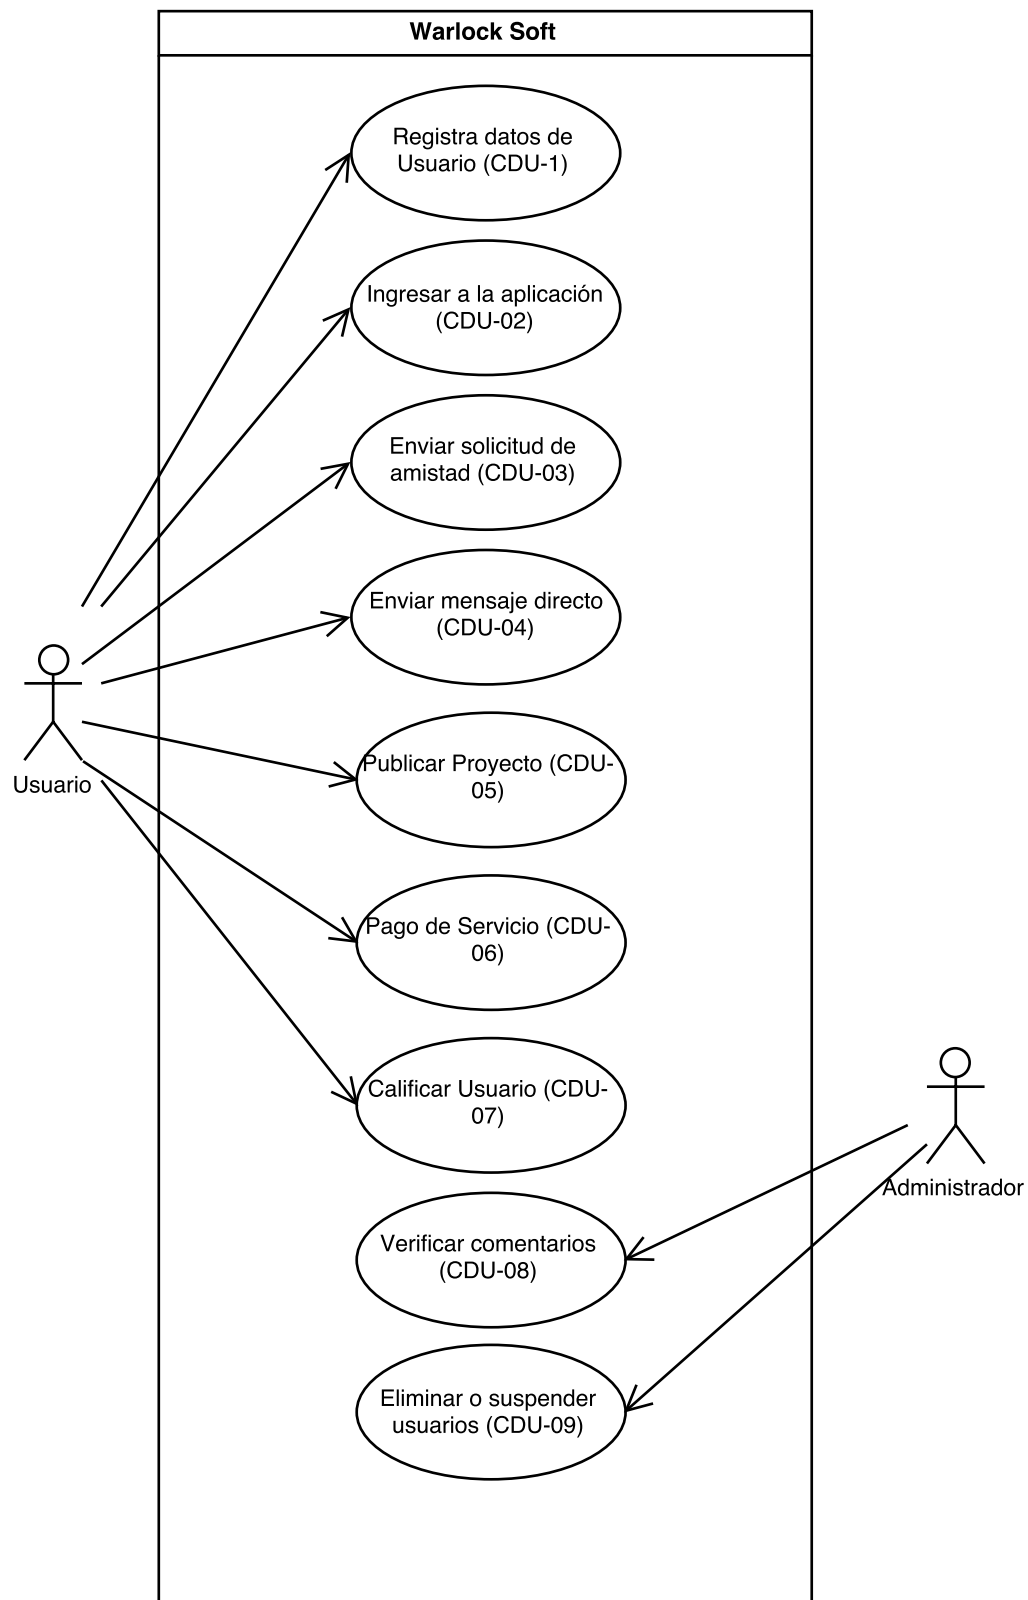 Warlock Soft
Registra datos de
Usuario (CDU-1)
Ingresar a la aplicación
(CDU-02)
Enviar solicitud de
amistad (CDU-03)
Enviar mensaje directo
(CDU-04)
Usuario
Publicar Proyecto (CDU-
05)
Pago de Servicio (CDU-
06)
Calificar Usuario (CDU-
07)
Administrador
Verificar comentarios
(CDU-08)
Eliminar o suspender
usuarios (CDU-09)